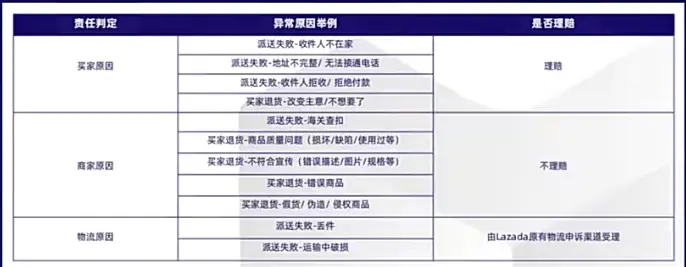 责任判定 异常原因举例 是否理赔
买家原因
派送失败-收件人不在家
派送失败-地址不完整/ 无法接通电话
派送失败-收件人拒收/ 拒绝付款
买家退货-改变主意/不想要了
理赔
商家原因
派送失败-海关查扣
买家退货-商品质量问题（损坏/缺陷/使用过等）
买家退货-不符合宣传（错误描述/图片/规格等）
买家退货-错误商品
买家退货-假货/ 伪造/ 侵权商品
不理赔
物流原因
派送失败-丢件
派送失败-运输中破损
由Lazada原有物流申诉渠道受理